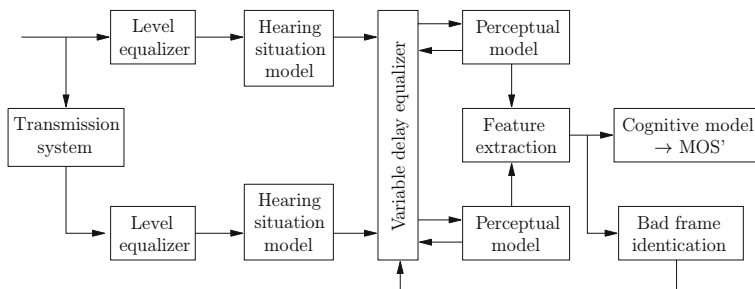 Level
equalizer
Hearing
situation
model
Variable delay equalizer
Perceptual
model
Transmission
system
Feature
extraction
Cognitive model
→ MOS'
Level
equalizer
Hearing
situation
model
Perceptual
model
Bad frame
identication